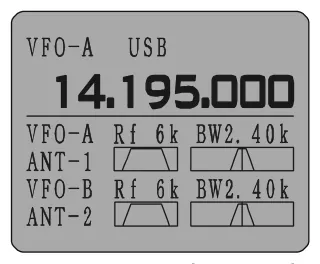 VFO-A USB
14.195.000
VFO-A Rf 6k BW2.40k
ANT-1
VFO-B Rf 6k BW2.40k
ANT-2